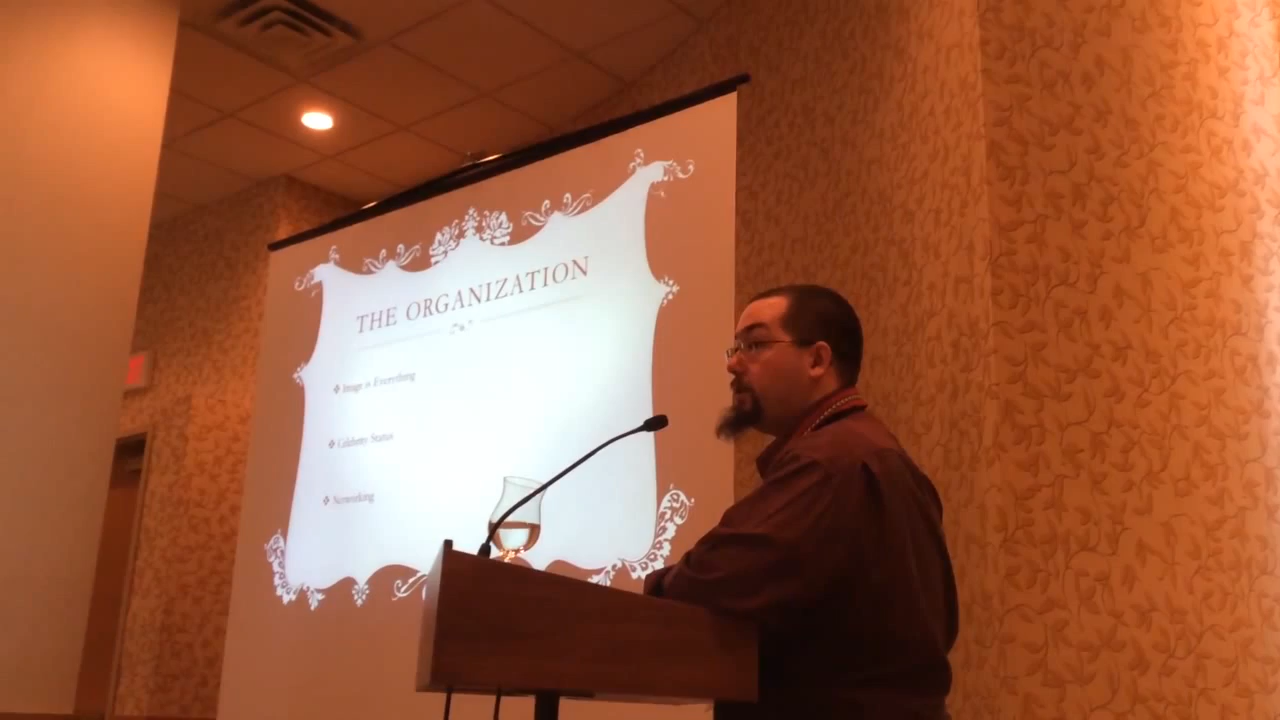 THE ORGANIZATION
Image is Everything
Celebrity Status
Networking